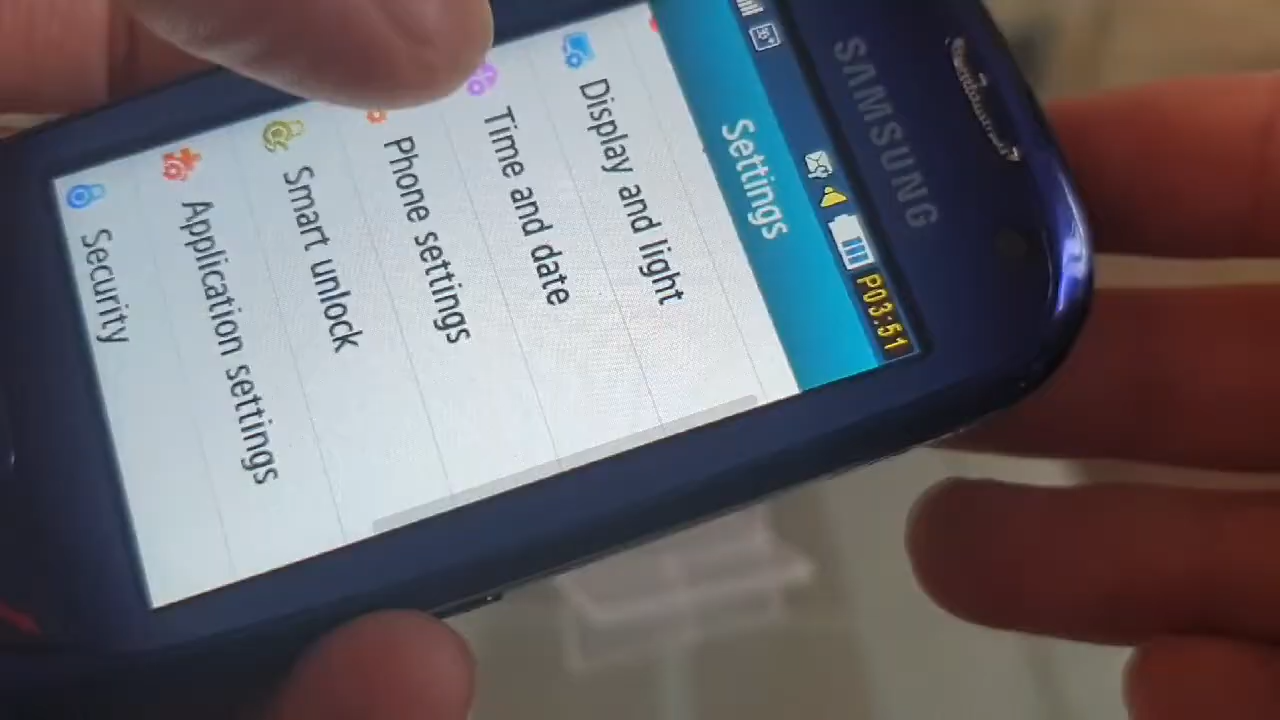 SAMSUNG
P03:51
Settings
Display and light
Time and date
Phone settings
Smart unlock
Application settings
Security